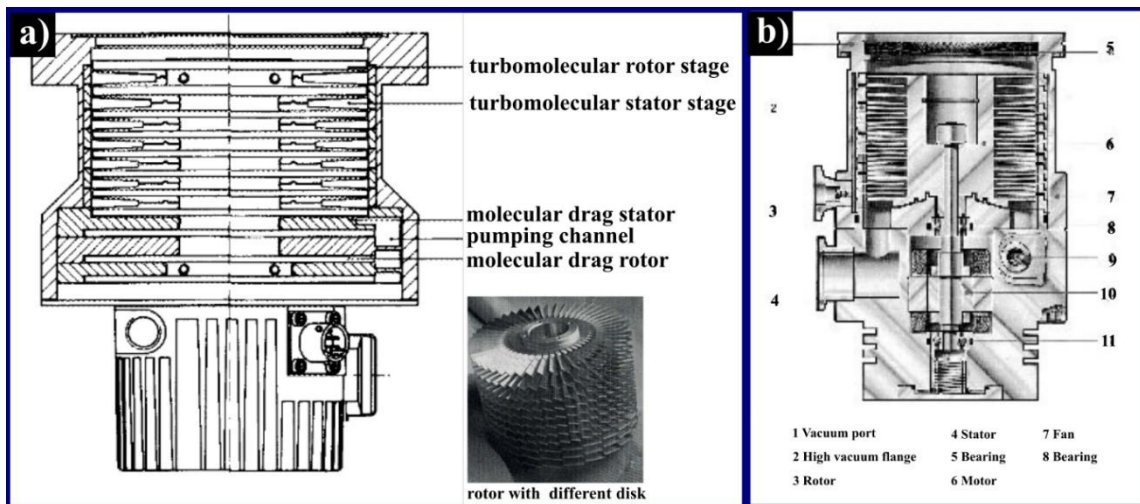 a)
turbomolecular rotor stage
turbomolecular stator stage
molecular drag stator
pumping channel
molecular drag rotor
rotor with different disk
b)
5
2
6
7
3
8
9
4
10
11
1 Vacuum port
4 Stator
7 Fan
2 High vacuum flange
5 Bearing
8 Bearing
3 Rotor
6 Motor